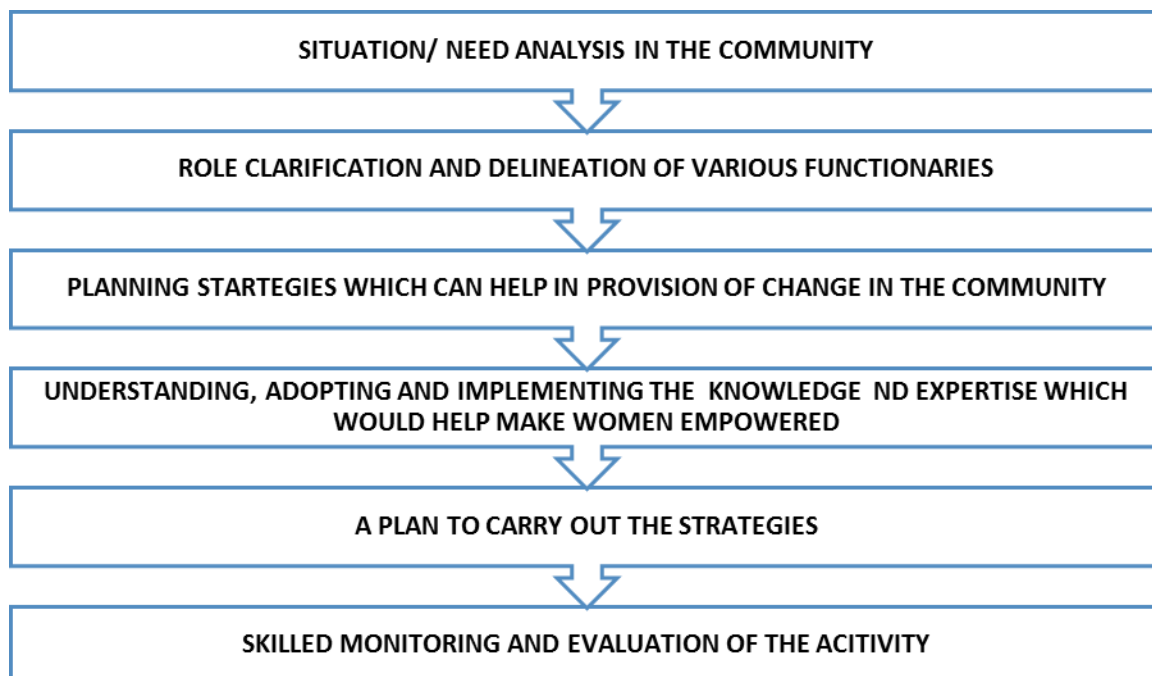 SITUATION/ NEED ANALYSIS IN THE COMMUNITY
ROLE CLARIFICATION AND DELINEATION OF VARIOUS FUNCTIONARIES
PLANNING STARTEGIES WHICH CAN HELP IN PROVISION OF CHANGE IN THE COMMUNITY
UNDERSTANDING, ADOPTING AND IMPLEMENTING THE KNOWLEDGE ND EXPERTISE WHICH
WOULD HELP MAKE WOMEN EMPOWERED
A PLAN TO CARRY OUT THE STRATEGIES
SKILLED MONITORING AND EVALUATION OF THE ACITIVITY